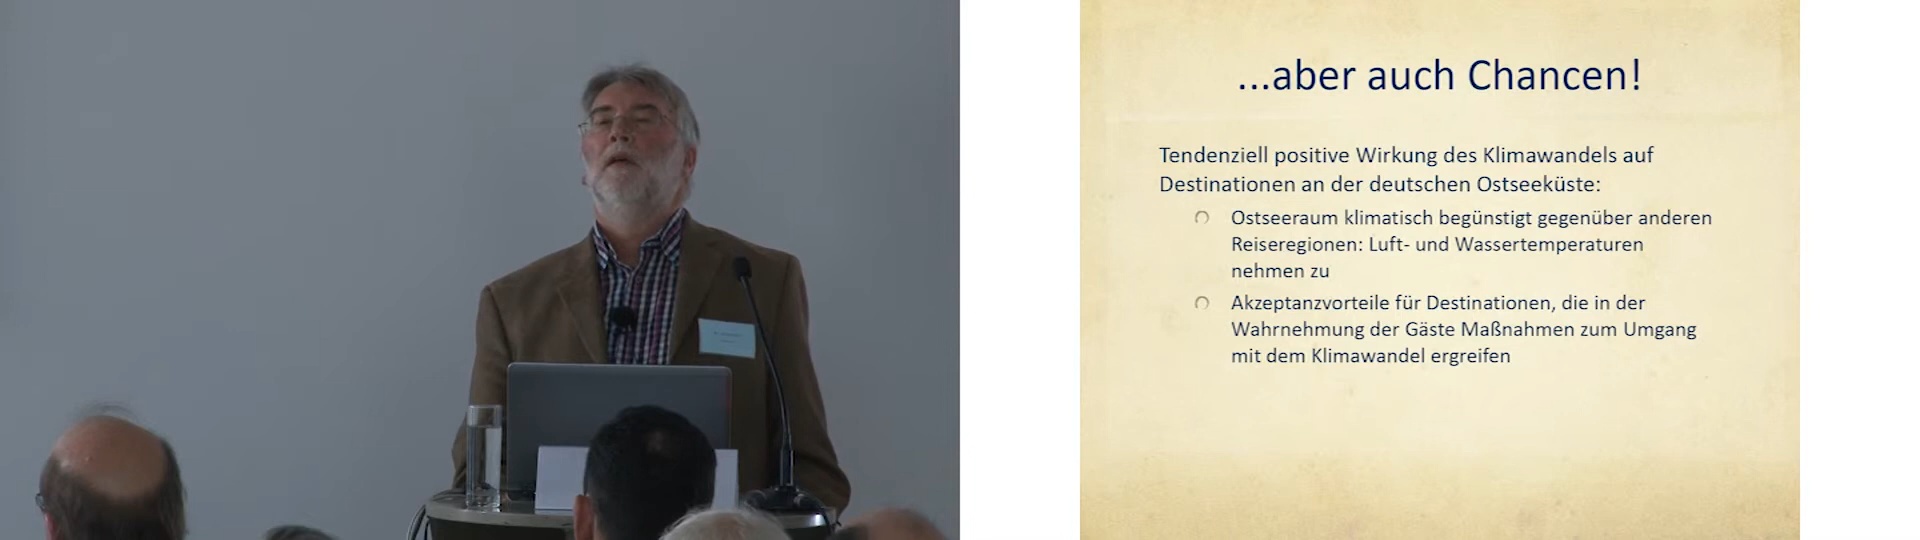 ...aber auch Chancen!
Tendenziell positive Wirkung des Klimawandels auf
Destinationen an der deutschen Ostseeküste:
Ostseeraum klimatisch begünstigt gegenüber anderen
Reiseregionen: Luft- und Wassertemperaturen
nehmen zu
Akzeptanzvorteile für Destinationen, die in der
Wahrnehmung der Gäste Maßnahmen zum Umgang
mit dem Klimawandel ergreifen